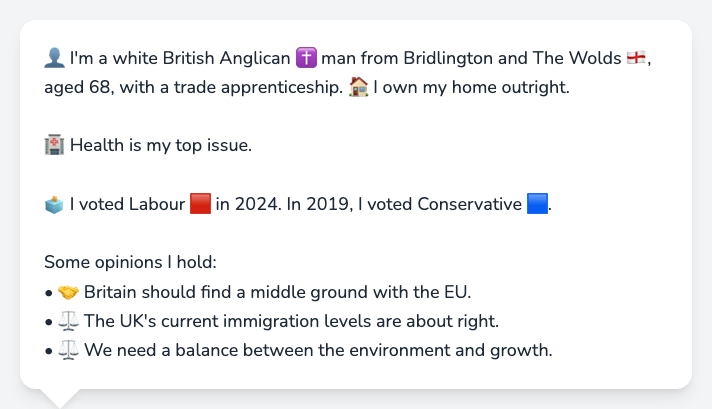 👤 I'm a white British Anglican ✝️ man from Bridlington and The Wolds 🏴󠁧󠁢󠁥󠁮󠁧󠁿,
aged 68, with a trade apprenticeship. 🏠 I own my home outright.
🏥 Health is my top issue.
🗳️ I voted Labour 🟥 in 2024. In 2019, I voted Conservative 🟦.
Some opinions I hold:
• 🤝 Britain should find a middle ground with the EU.
• ⚖️ The UK's current immigration levels are about right.
• ⚖️ We need a balance between the environment and growth.